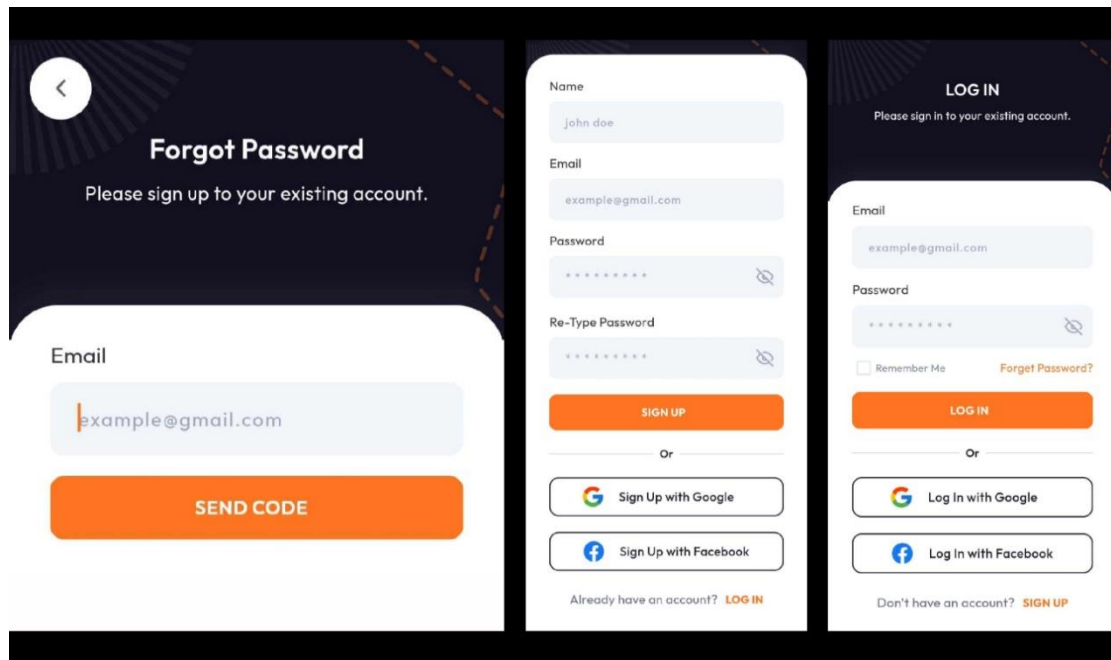 Forgot Password
Please sign up to your existing account.
Email
example@gmail.com
SEND CODE
Name
john doe
Email
example@gmail.com
Password
* * * * * * * * *
Re-Type Password
* * * * * * * * *
SIGN UP
Or
Sign Up with Google
Sign Up with Facebook
Already have an account? LOG IN
LOG IN
Please sign in to your existing account.
Email
example@gmail.com
Password
* * * * * * * * *
Remember Me Forget Password?
LOG IN
Or
Log In with Google
Log In with Facebook
Don't have an account? SIGN UP